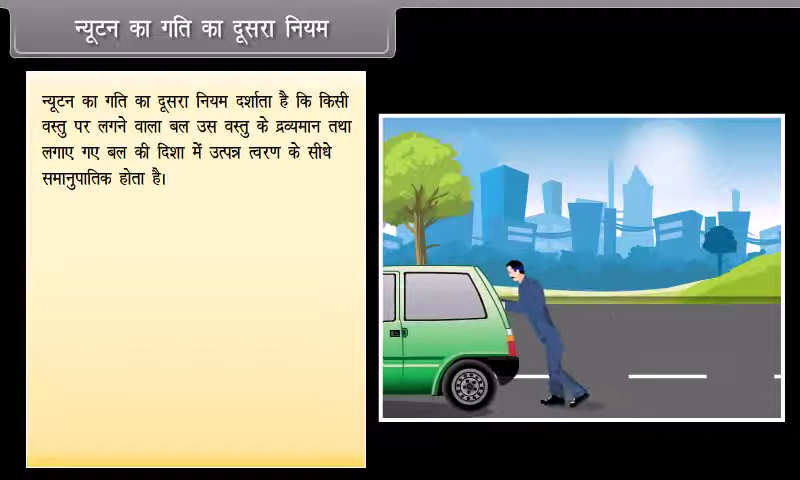 न्यूटन का गति का दूसरा नियम
न्यूटन का गति का दूसरा नियम दर्शाता है कि किसी
वस्तु पर लगने वाला बल उस वस्तु के द्रव्यमान तथा
लगाए गए बल की दिशा में उत्पन्न त्वरण के सीधे
समानुपातिक होता है।